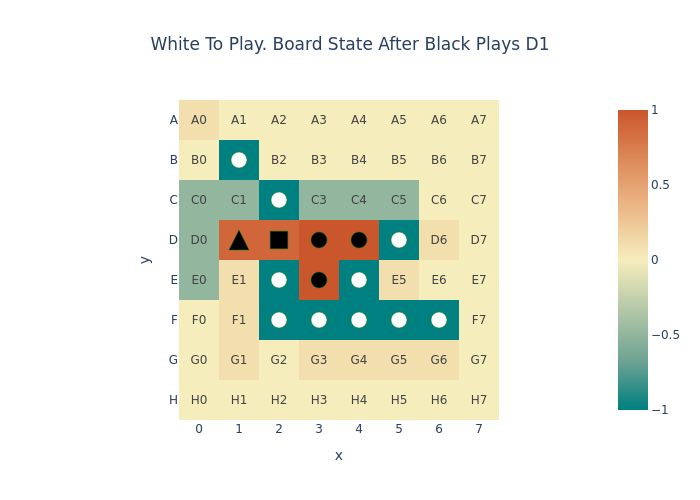 White To Play. Board State After Black Plays D1
A A0 A1 A2 A3 A4 A5 A6 A7
B B0 B2 B3 B4 B5 B6 B7
C C0 C1 C3 C4 C5 C6 C7
D D0 D6 D7
E E0 E1 E5 E6 E7
F F0 F1 F7
G G0 G1 G2 G3 G4 G5 G6 G7
H H0 H1 H2 H3 H4 H5 H6 H7
0 1 2 3 4 5 6 7
x
y
1
0.5
0
−0.5
−1